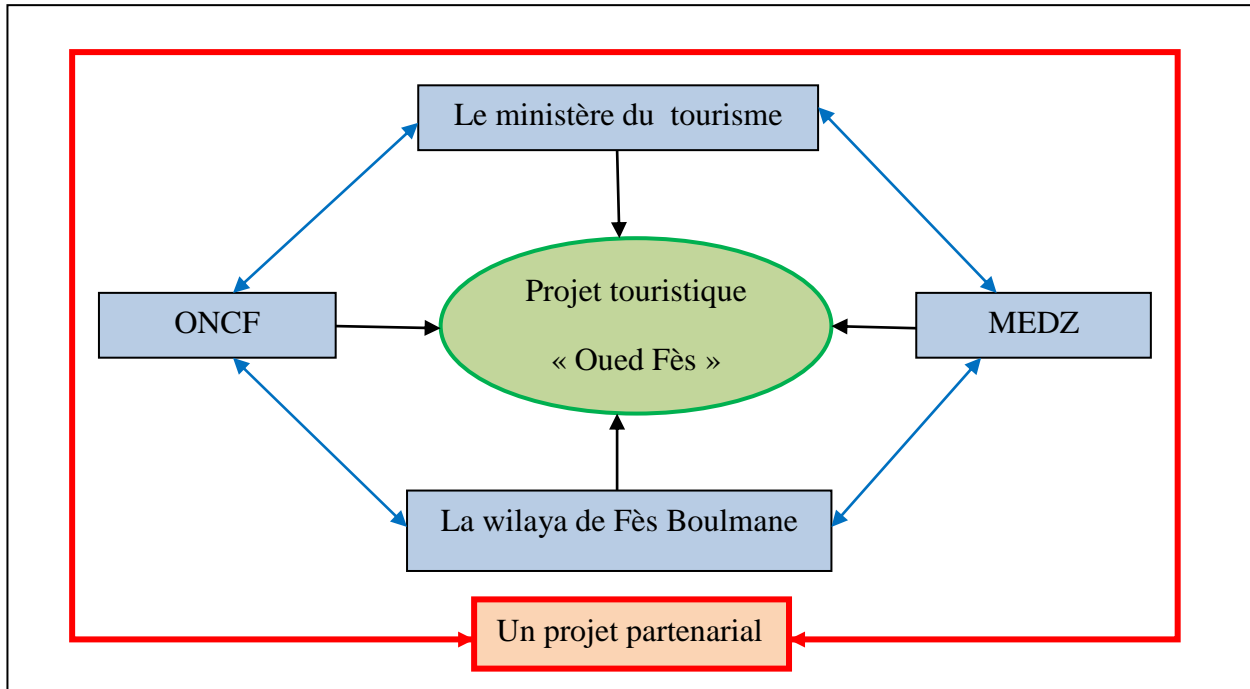 Le ministère du tourisme
Projet touristique
« Oued Fès »
ONCF
MEDZ
La wilaya de Fès Boulmane
Un projet partenarial